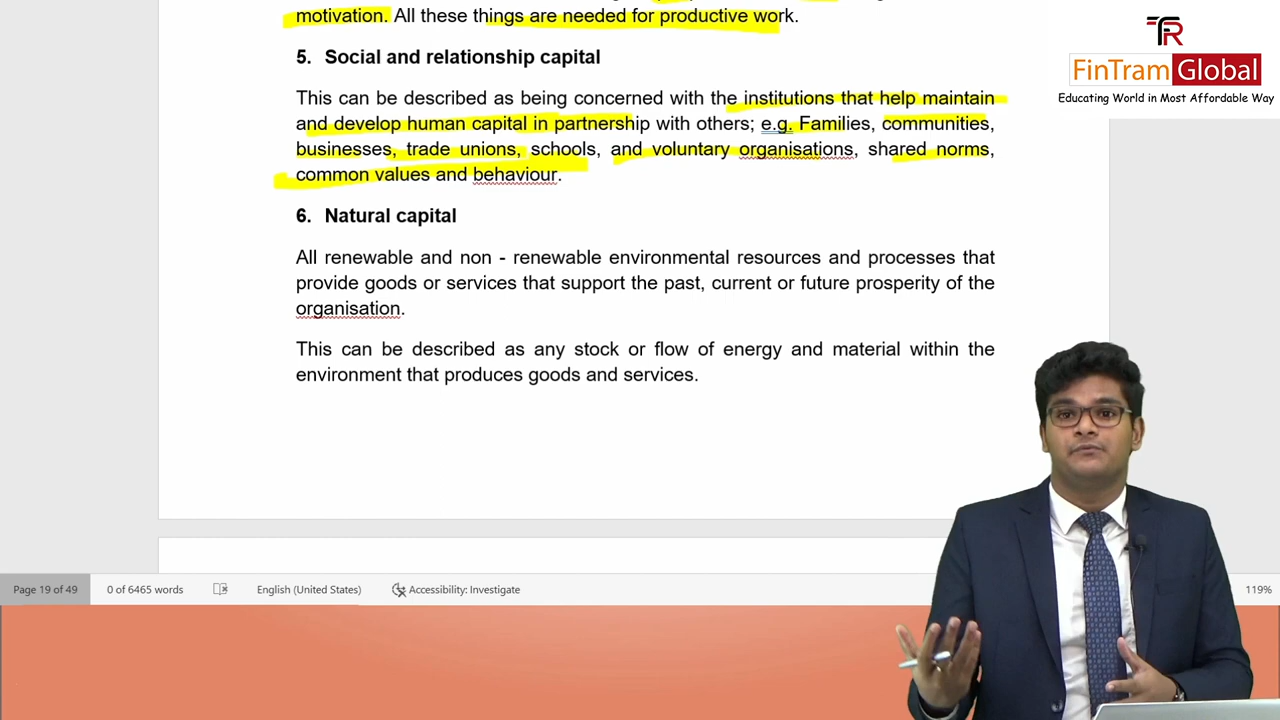 motivation. All these things are needed for productive work.
TR
FinTram Global
Educating World in Most Affordable Way
5. Social and relationship capital
This can be described as being concerned with the institutions that help maintain
and develop human capital in partnership with others; e.g. Families, communities,
businesses, trade unions, schools, and voluntary organisations, shared norms,
common values and behaviour.
6. Natural capital
All renewable and non - renewable environmental resources and processes that
provide goods or services that support the past, current or future prosperity of the
organisation.
This can be described as any stock or flow of energy and material within the
environment that produces goods and services.
Page 19 of 49 0 of 6465 words English (United States) Accessibility: Investigate 119%